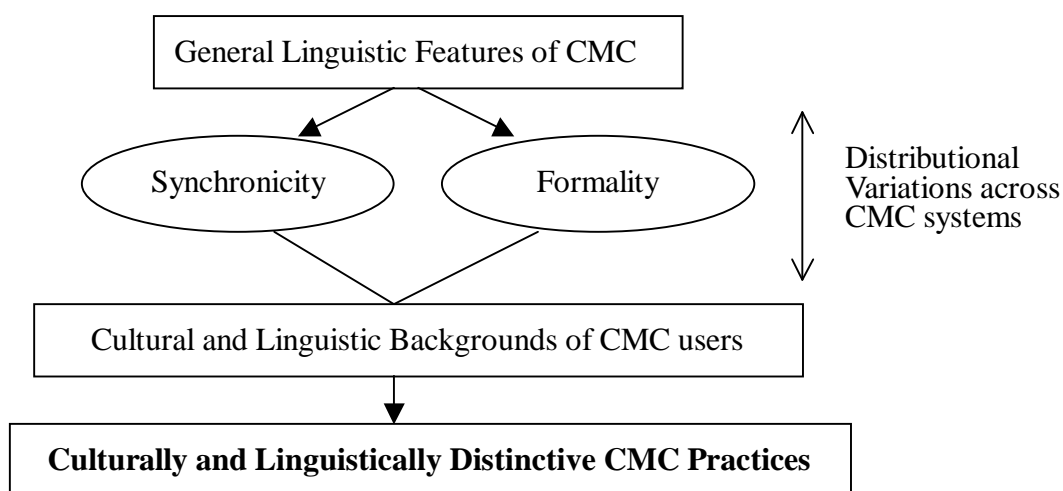 General Linguistic Features of CMC
Synchronicity
Formality
Distributional
Variations across
CMC systems
Cultural and Linguistic Backgrounds of CMC users
Culturally and Linguistically Distinctive CMC Practices